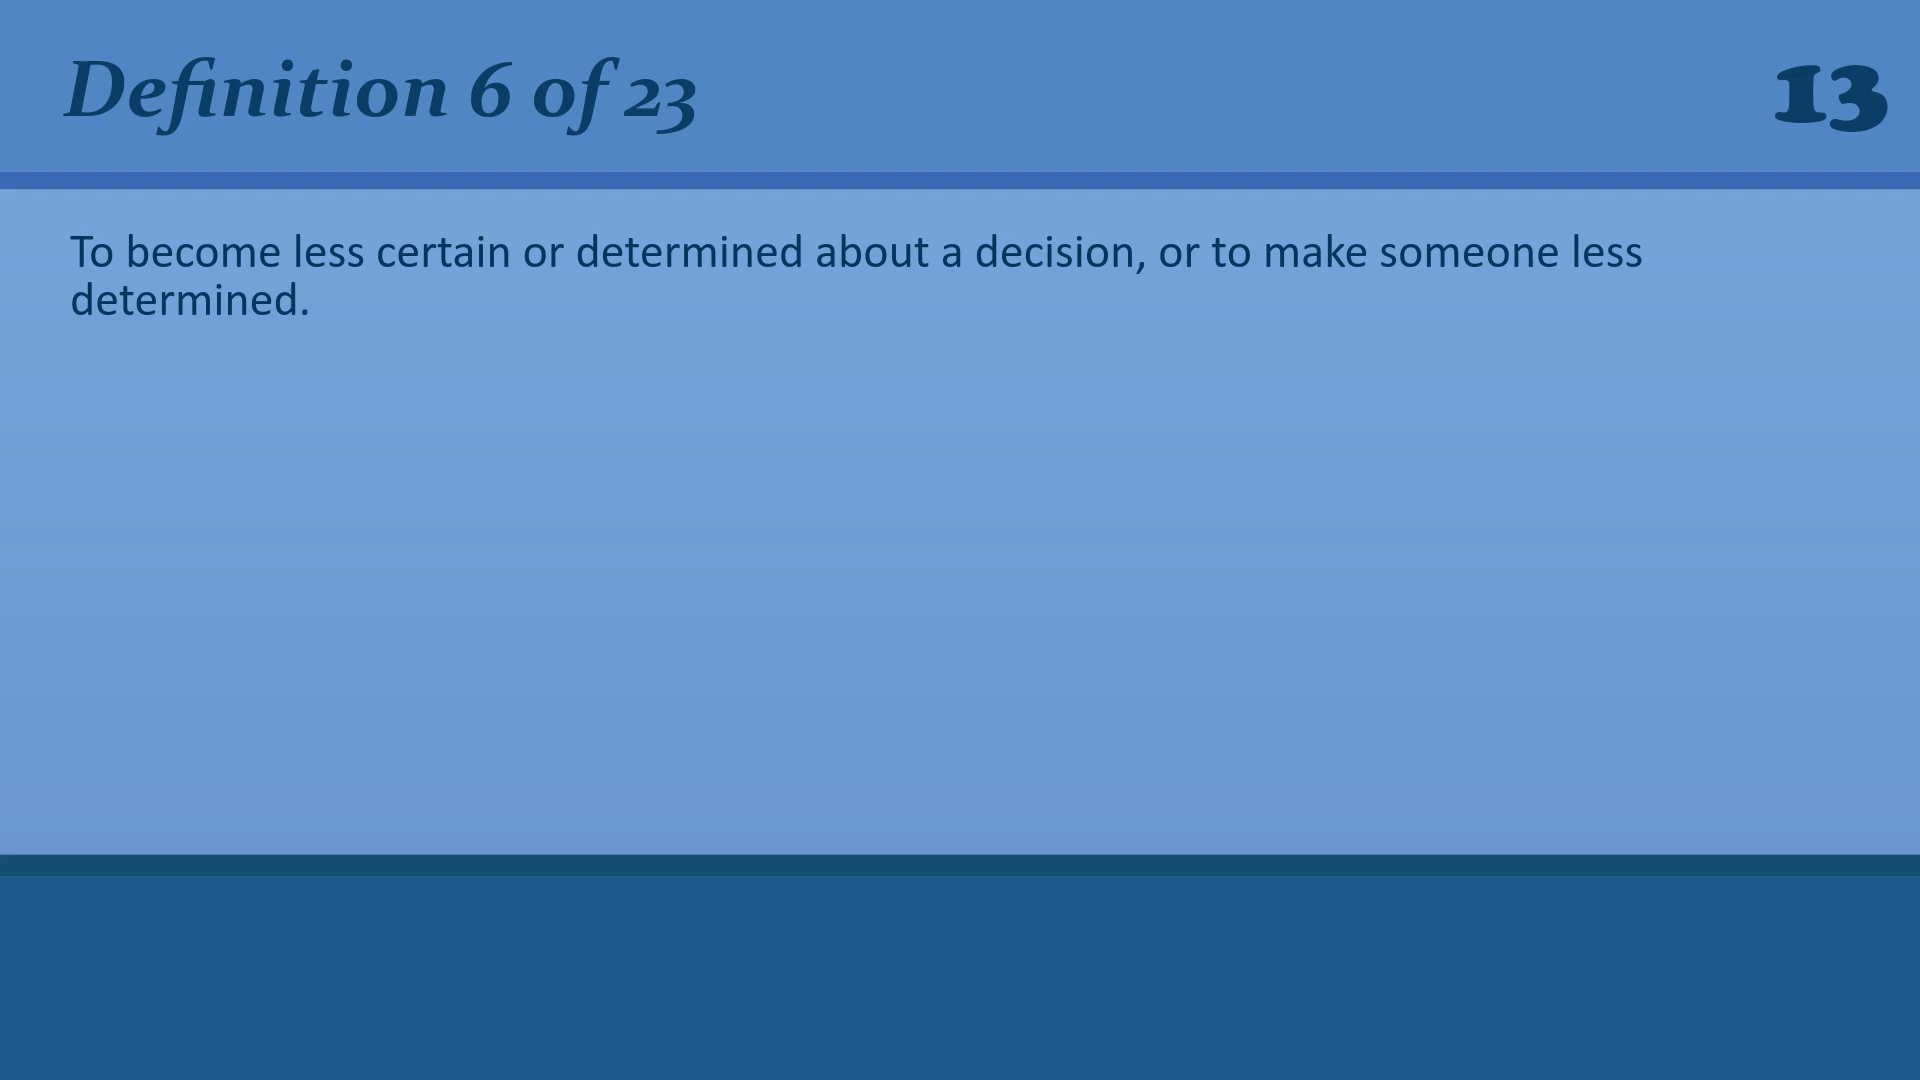 Definition 6 of 23
13
To become less certain or determined about a decision, or to make someone less
determined.